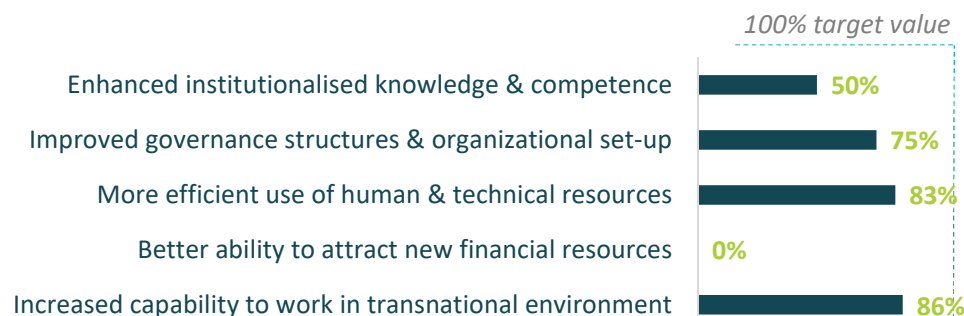 100% target value
Enhanced institutionalised knowledge & competence 50%
Improved governance structures & organizational set-up 75%
More efficient use of human & technical resources 83%
Better ability to attract new financial resources 0%
Increased capability to work in transnational environment 86%